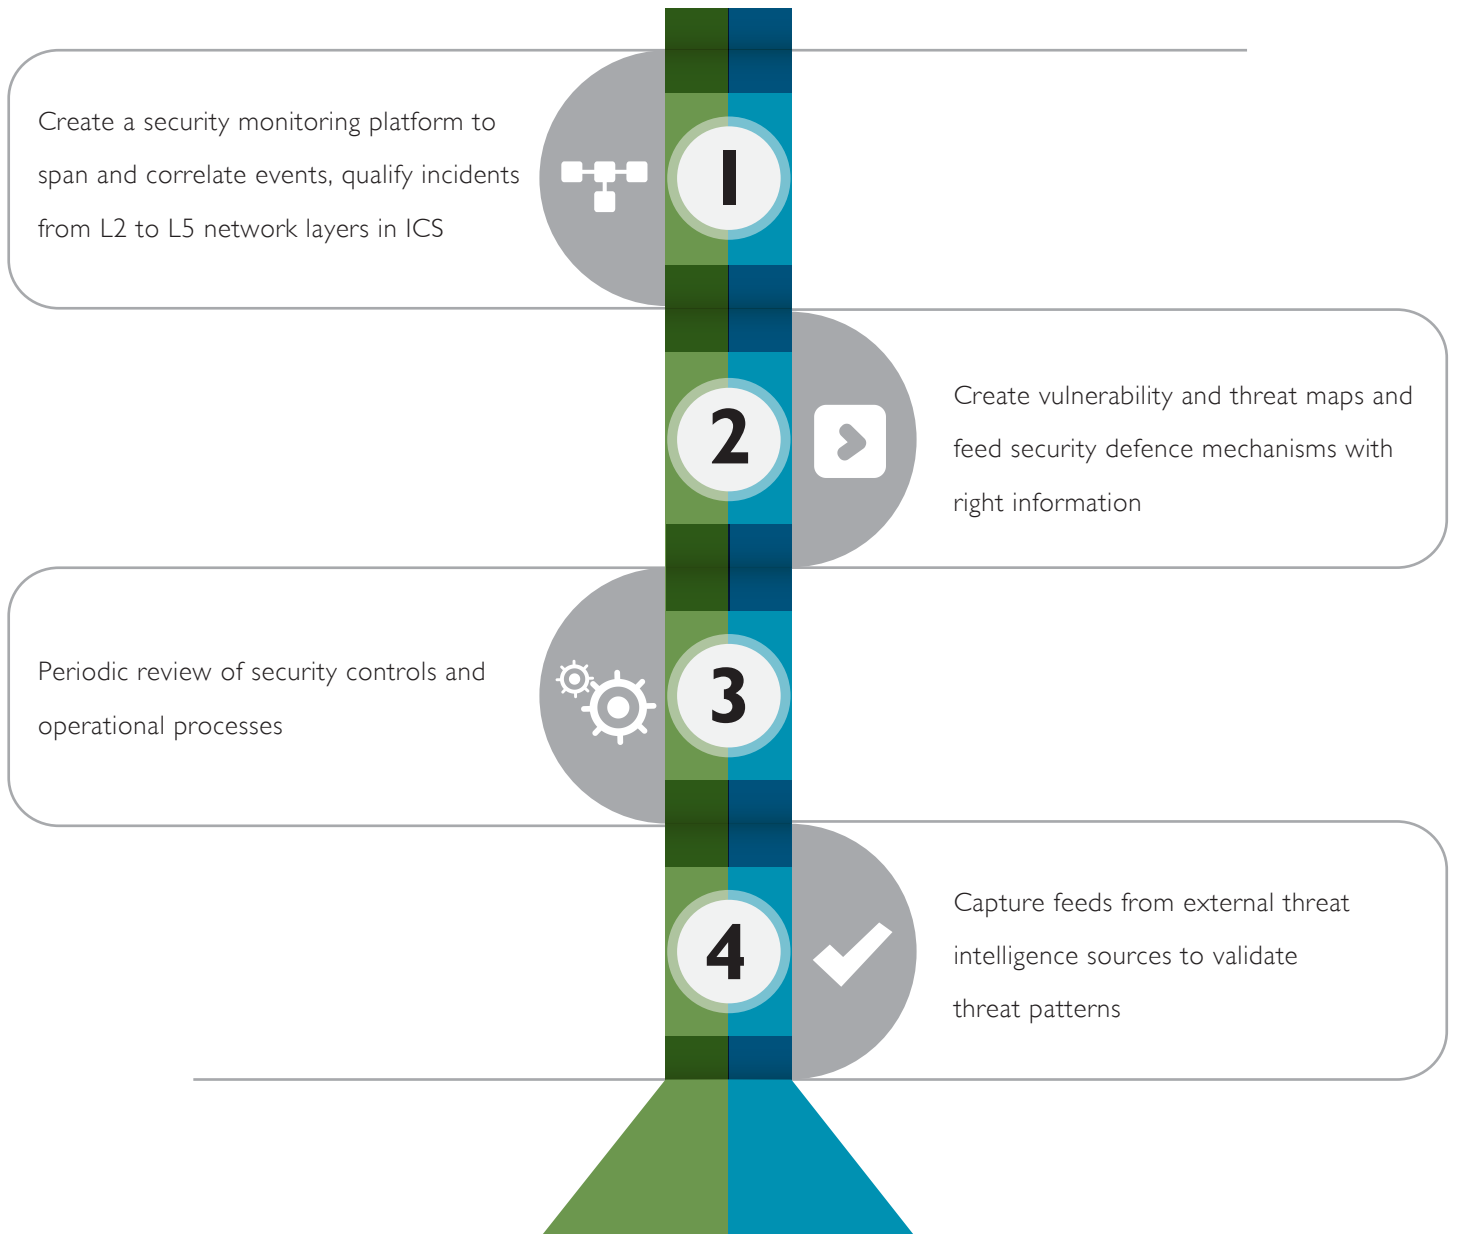 Create a security monitoring platform to
span and correlate events, qualify incidents
from L2 to L5 network layers in ICS
1
Create vulnerability and threat maps and
feed security defence mechanisms with
right information
2
Periodic review of security controls and
operational processes
3
Capture feeds from external threat
intelligence sources to validate
threat patterns
4